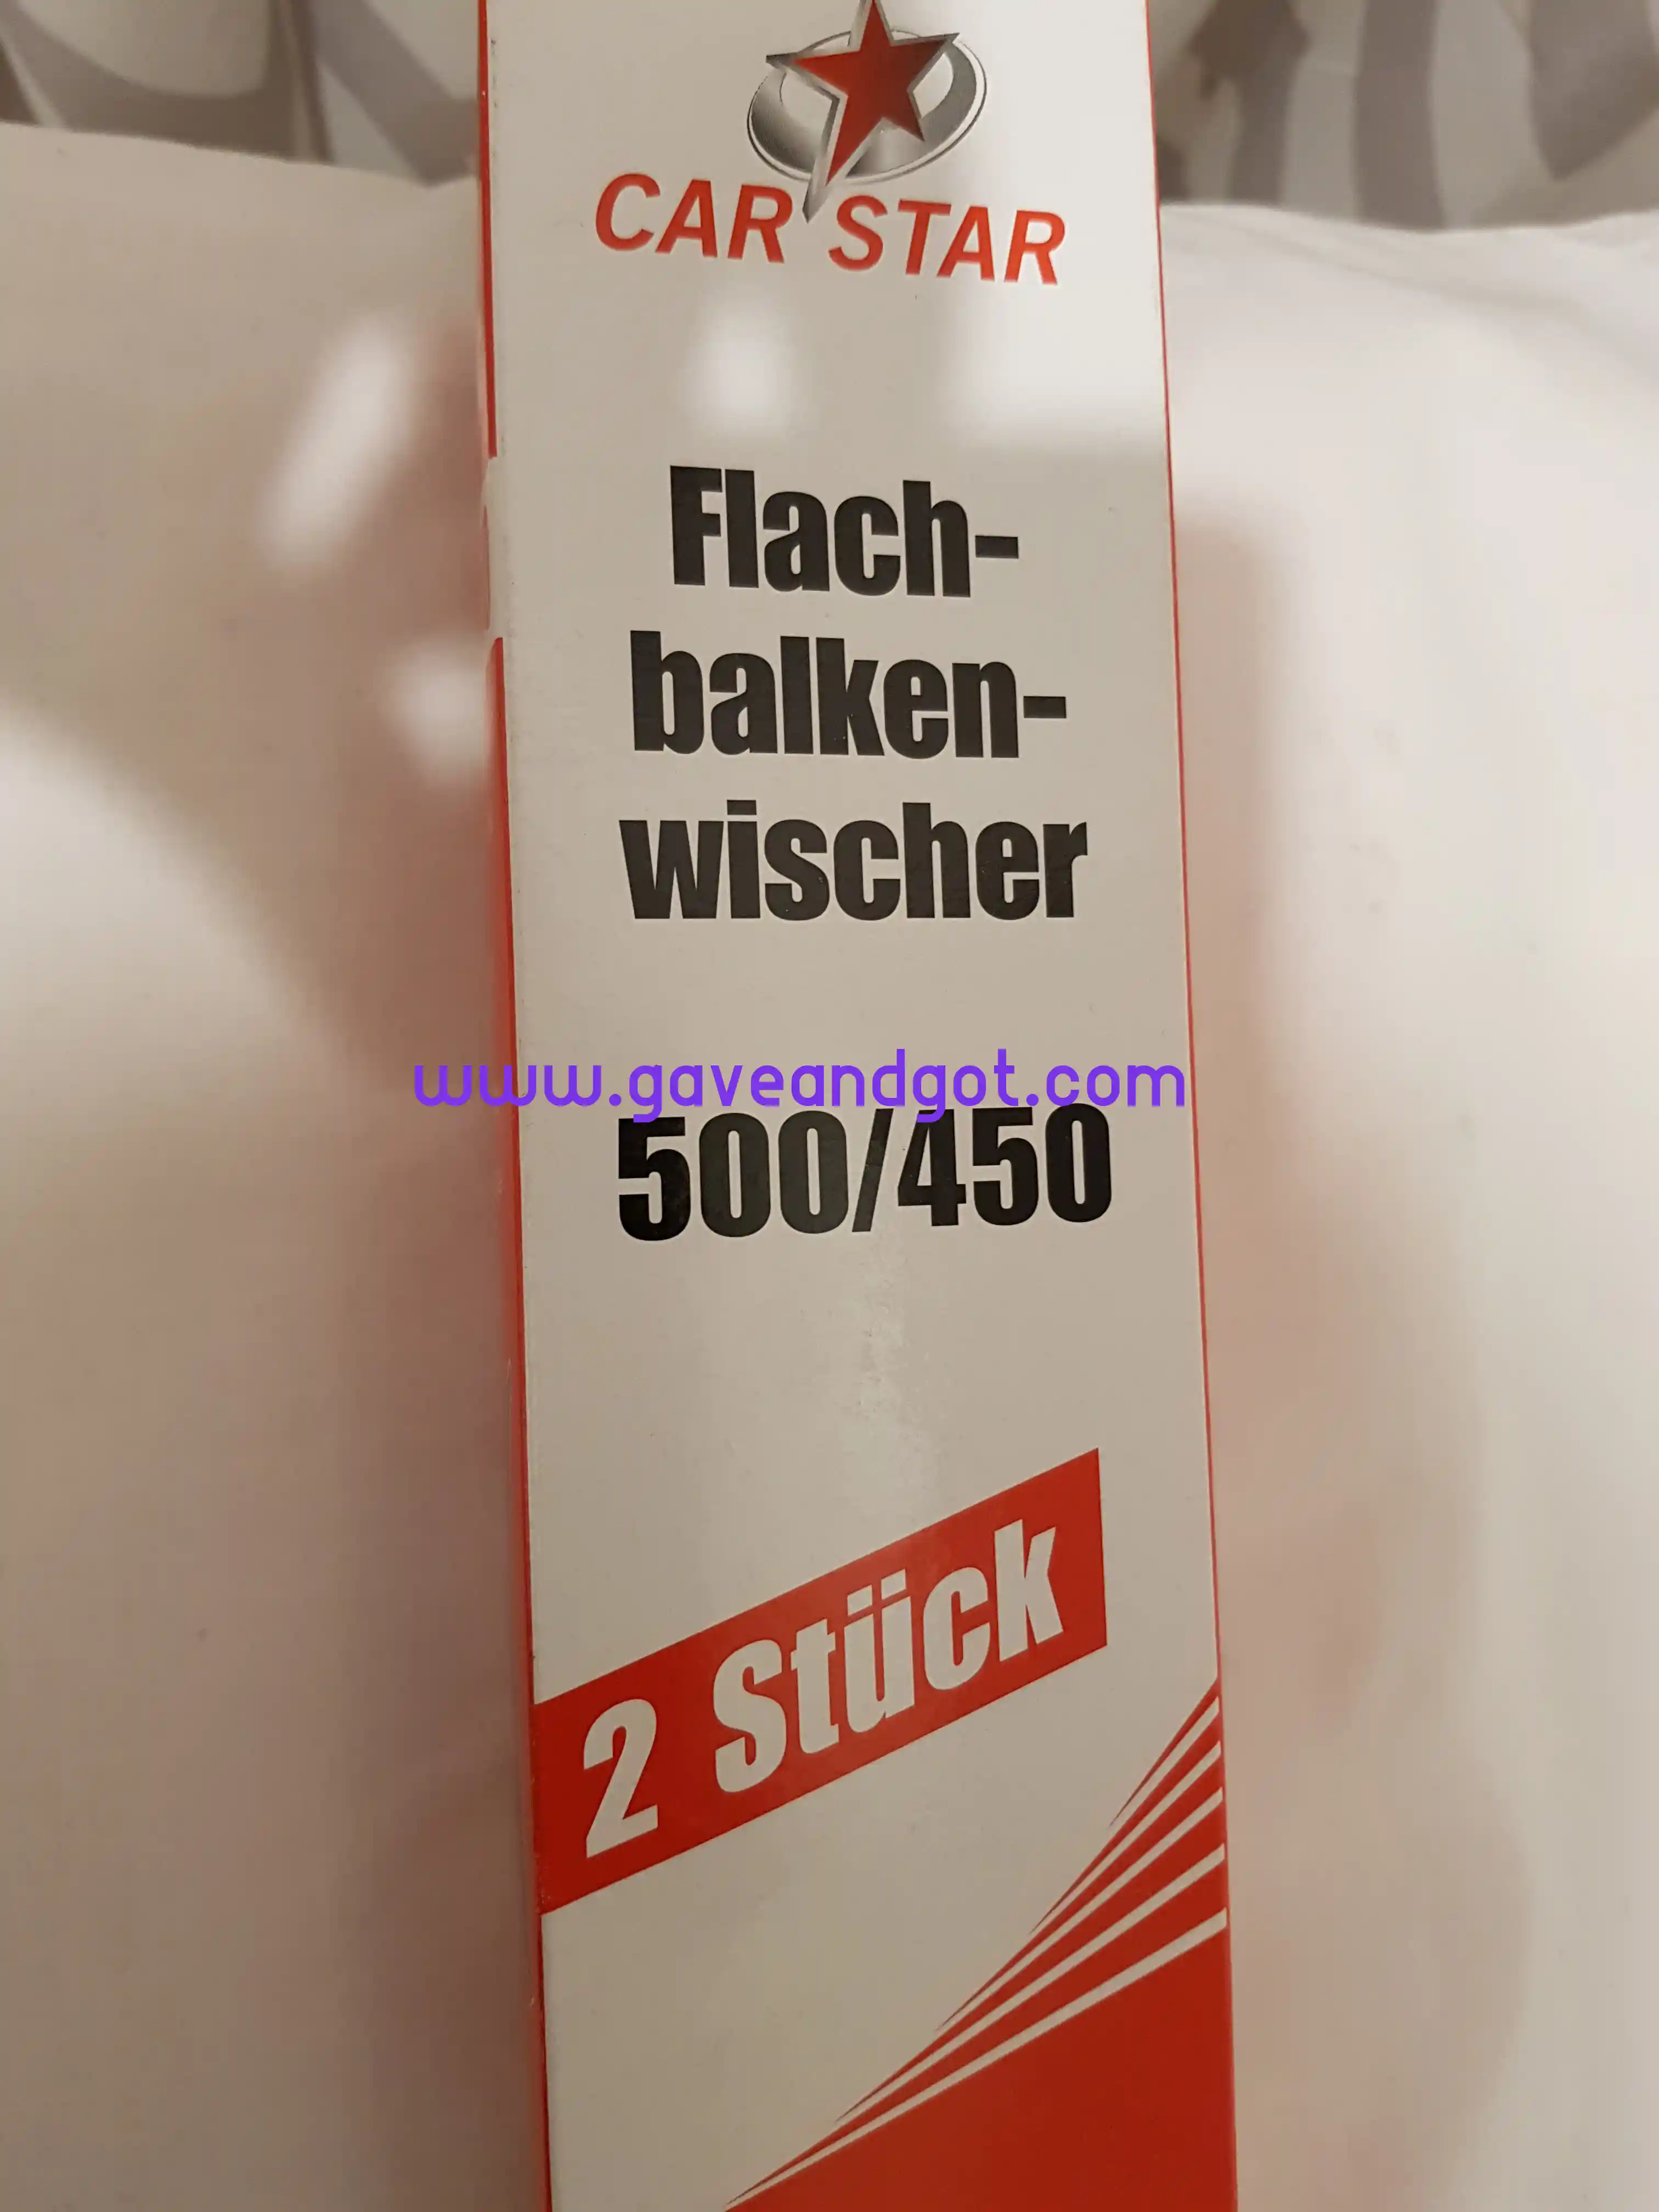 CAR STAR
Flach-
balken-
wischer
www.gaveandgot.com
500/450
2 Stück